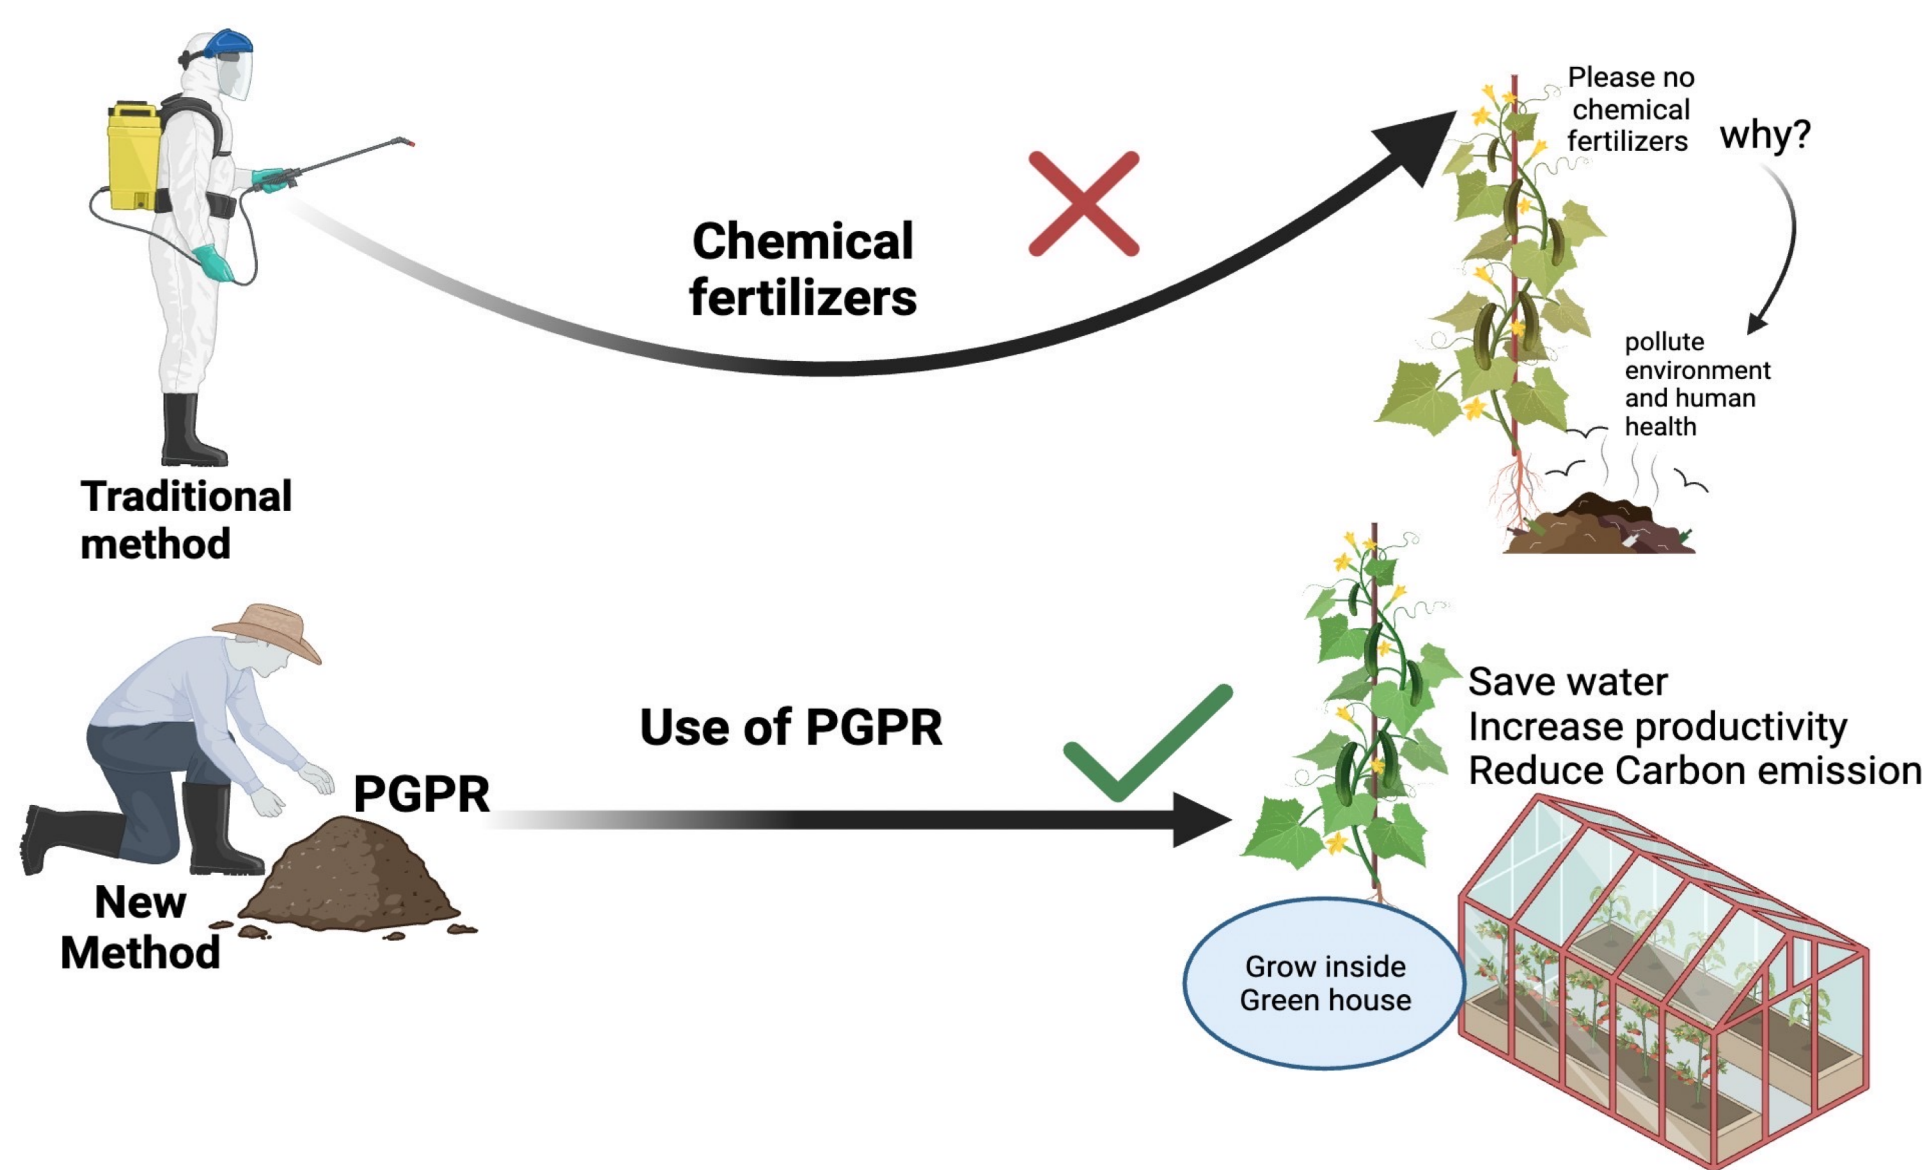 Please no
chemical
fertilizers
why?
Chemical
fertilizers
pollute
environment
and human
health
Traditional
method
Use of PGPR
PGPR
New
Method
Save water
Increase productivity
Reduce Carbon emission
Grow inside
Green house